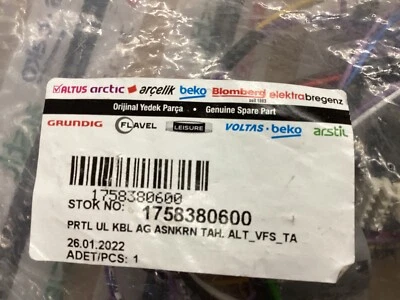 ALTUS arctic arçelik beko Blomberg elektrabregenz
Orijinal Yedek Parça • Genuine Spare Part
GRUNDIG FLAVEL LEISURE VOLTAS•beko arstil
1758380600
STOK NO: 1758380600
PRTL UL KBL AG ASNKRN TAH. ALT_VFS_TA
26.01.2022
ADET/PCS: 1